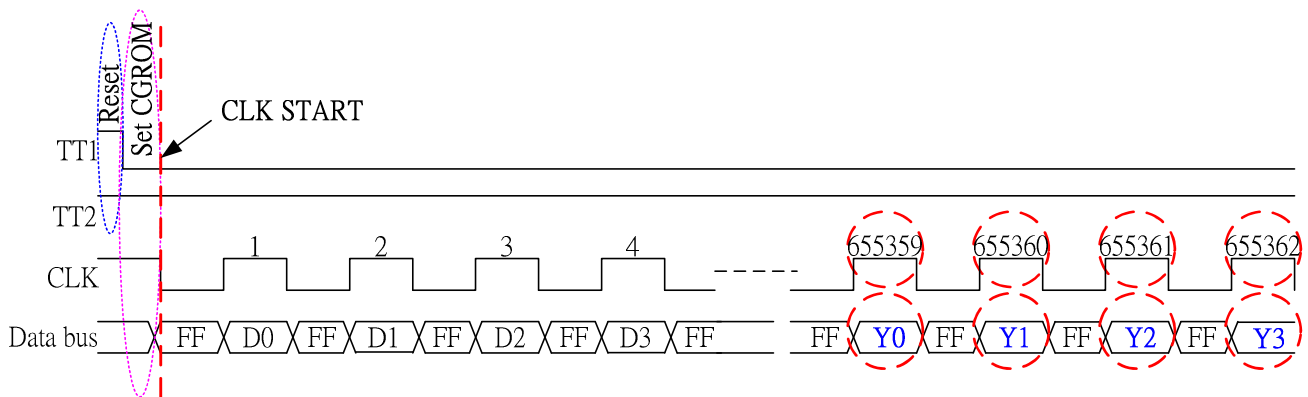 Reset
Set CGROM
CLK START
TT1
TT2
1 2 3 4 655359 655360 655361 655362
CLK
Data bus FF D0 FF D1 FF D2 FF D3 FF FF Y0 FF Y1 FF Y2 FF Y3